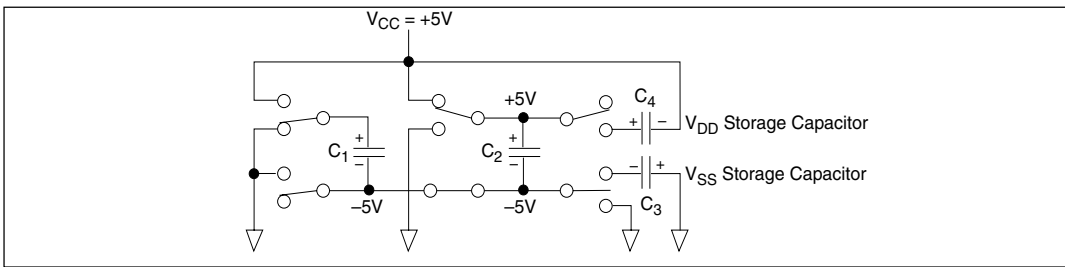 V_CC = +5V
+5V
C_4
+ −
V_DD Storage Capacitor
+
C_1
−
+
C_2
−
− +
V_SS Storage Capacitor
C_3
−5V
−5V